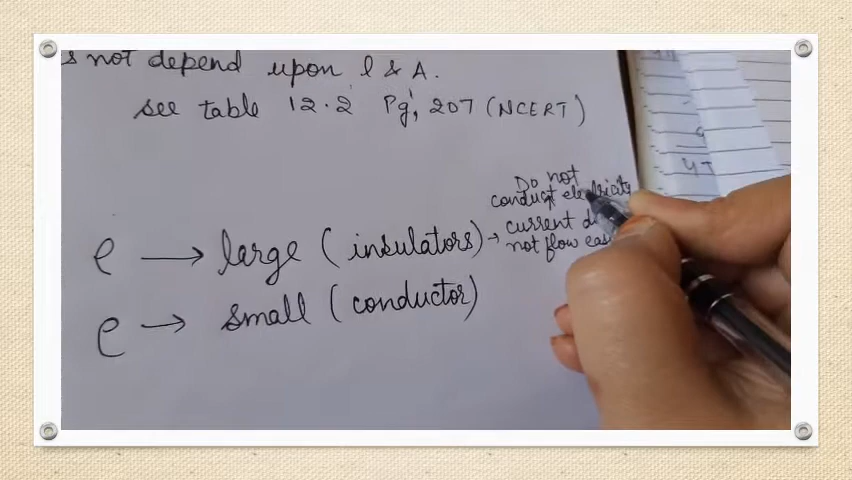 s not depend upon l & A.
see table 12.2 Pg, 207 (NCERT)
Do not
conduct electricity
ρ → large (insulators) → current d
not flow eas
ρ → small (conductor)